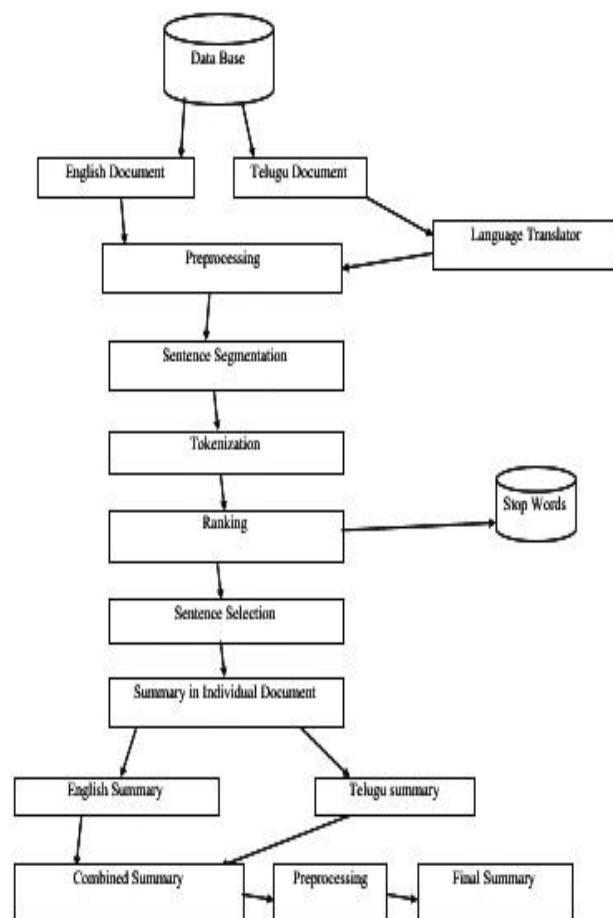 Data Base
English Document
Telugu Document
Language Translator
Preprocessing
Sentence Segmentation
Tokenization
Ranking
Stop Words
Sentence Selection
Summary in Individual Document
English Summary
Telugu summary
Combined Summary
Preprocessing
Final Summary